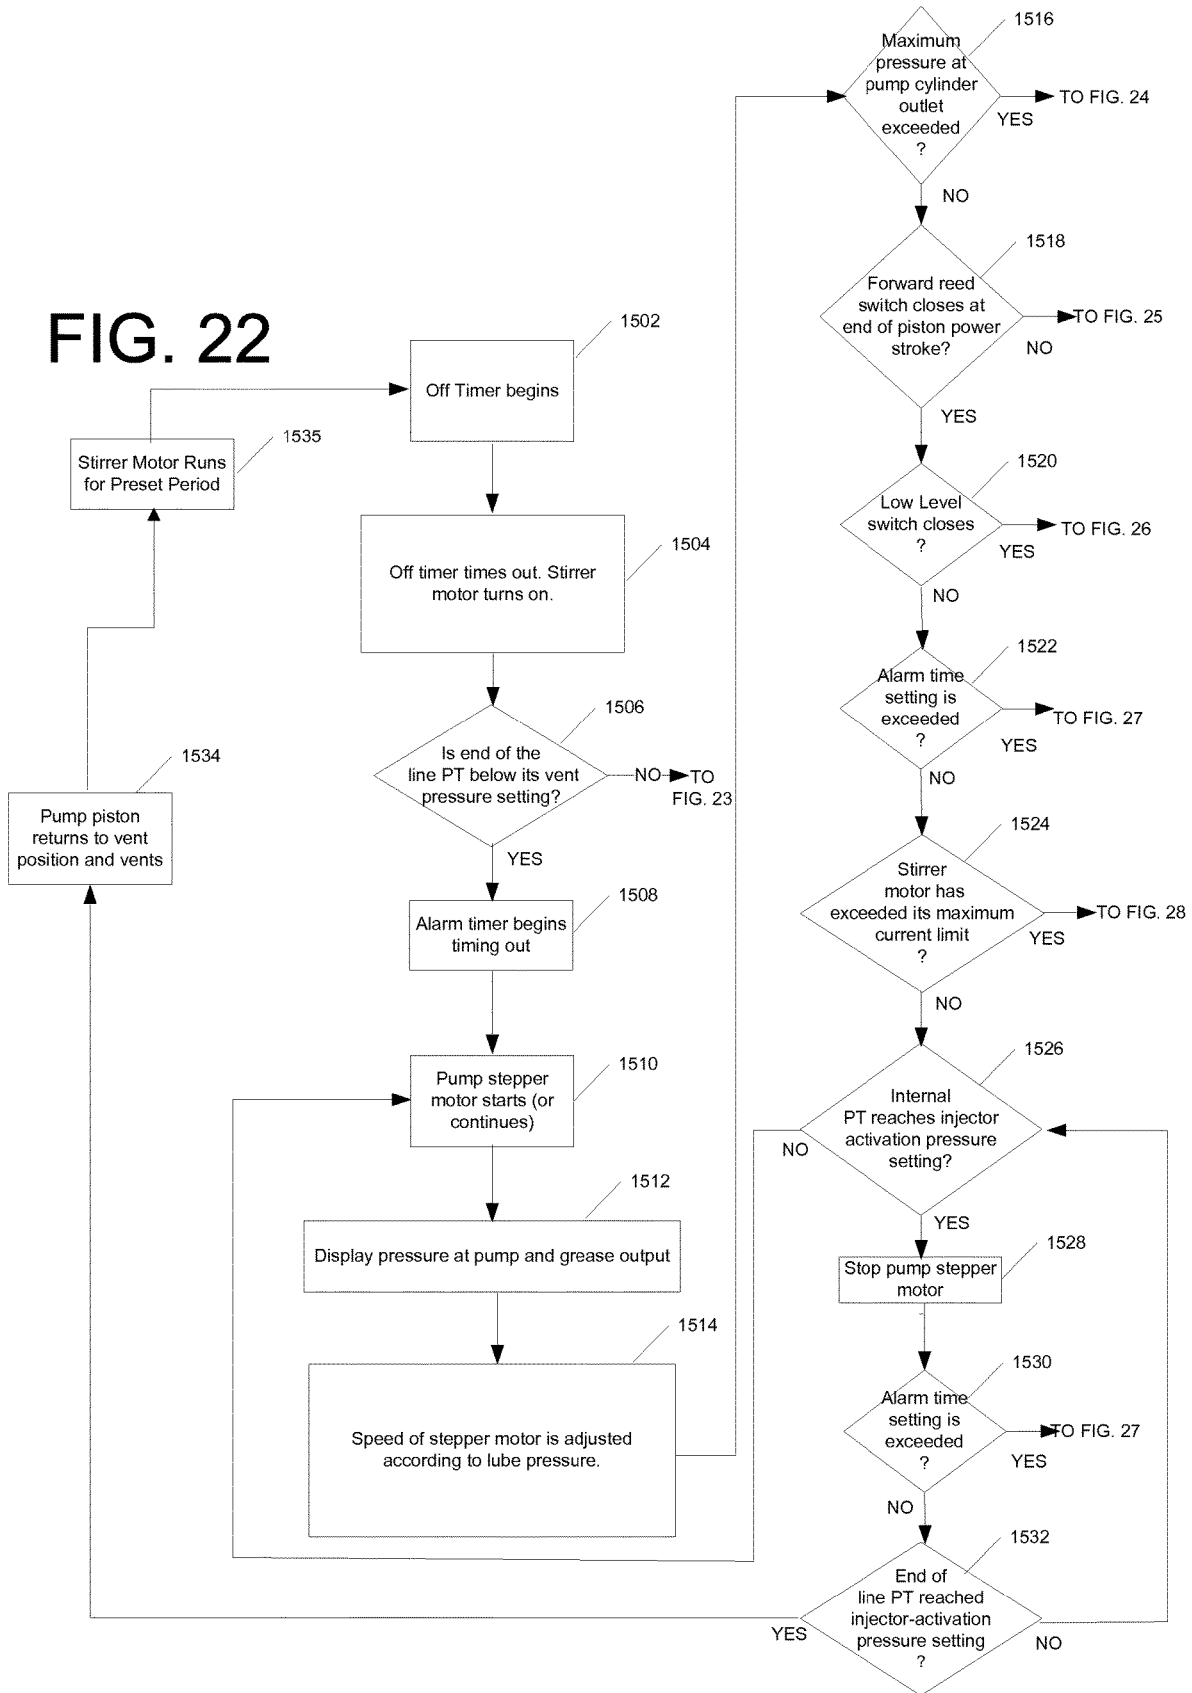 FIG. 22
1502
Off Timer begins
1535
Stirrer Motor Runs
for Preset Period
1504
Off timer times out. Stirrer
motor turns on.
1506
Is end of the
line PT below its vent
pressure setting?
NO
TO
FIG. 23
YES
1534
Pump piston
returns to vent
position and vents
1508
Alarm timer begins
timing out
1510
Pump stepper
motor starts (or
continues)
1512
Display pressure at pump and grease output
1514
Speed of stepper motor is adjusted
according to lube pressure.
1516
Maximum
pressure at
pump cylinder
outlet
exceeded
?
TO FIG. 24
YES
NO
1518
Forward reed
switch closes at
end of piston power
stroke?
TO FIG. 25
NO
YES
1520
Low Level
switch closes
?
TO FIG. 26
YES
NO
1522
Alarm time
setting is
exceeded
?
TO FIG. 27
YES
NO
1524
Stirrer
motor has
exceeded its maximum
current limit
?
TO FIG. 28
YES
NO
1526
Internal
PT reaches injector
activation pressure
setting?
NO
YES
1528
Stop pump stepper
motor
1530
Alarm time
setting is
exceeded
?
TO FIG. 27
YES
NO
1532
End of
line PT reached
injector-activation
pressure setting
?
YES
NO